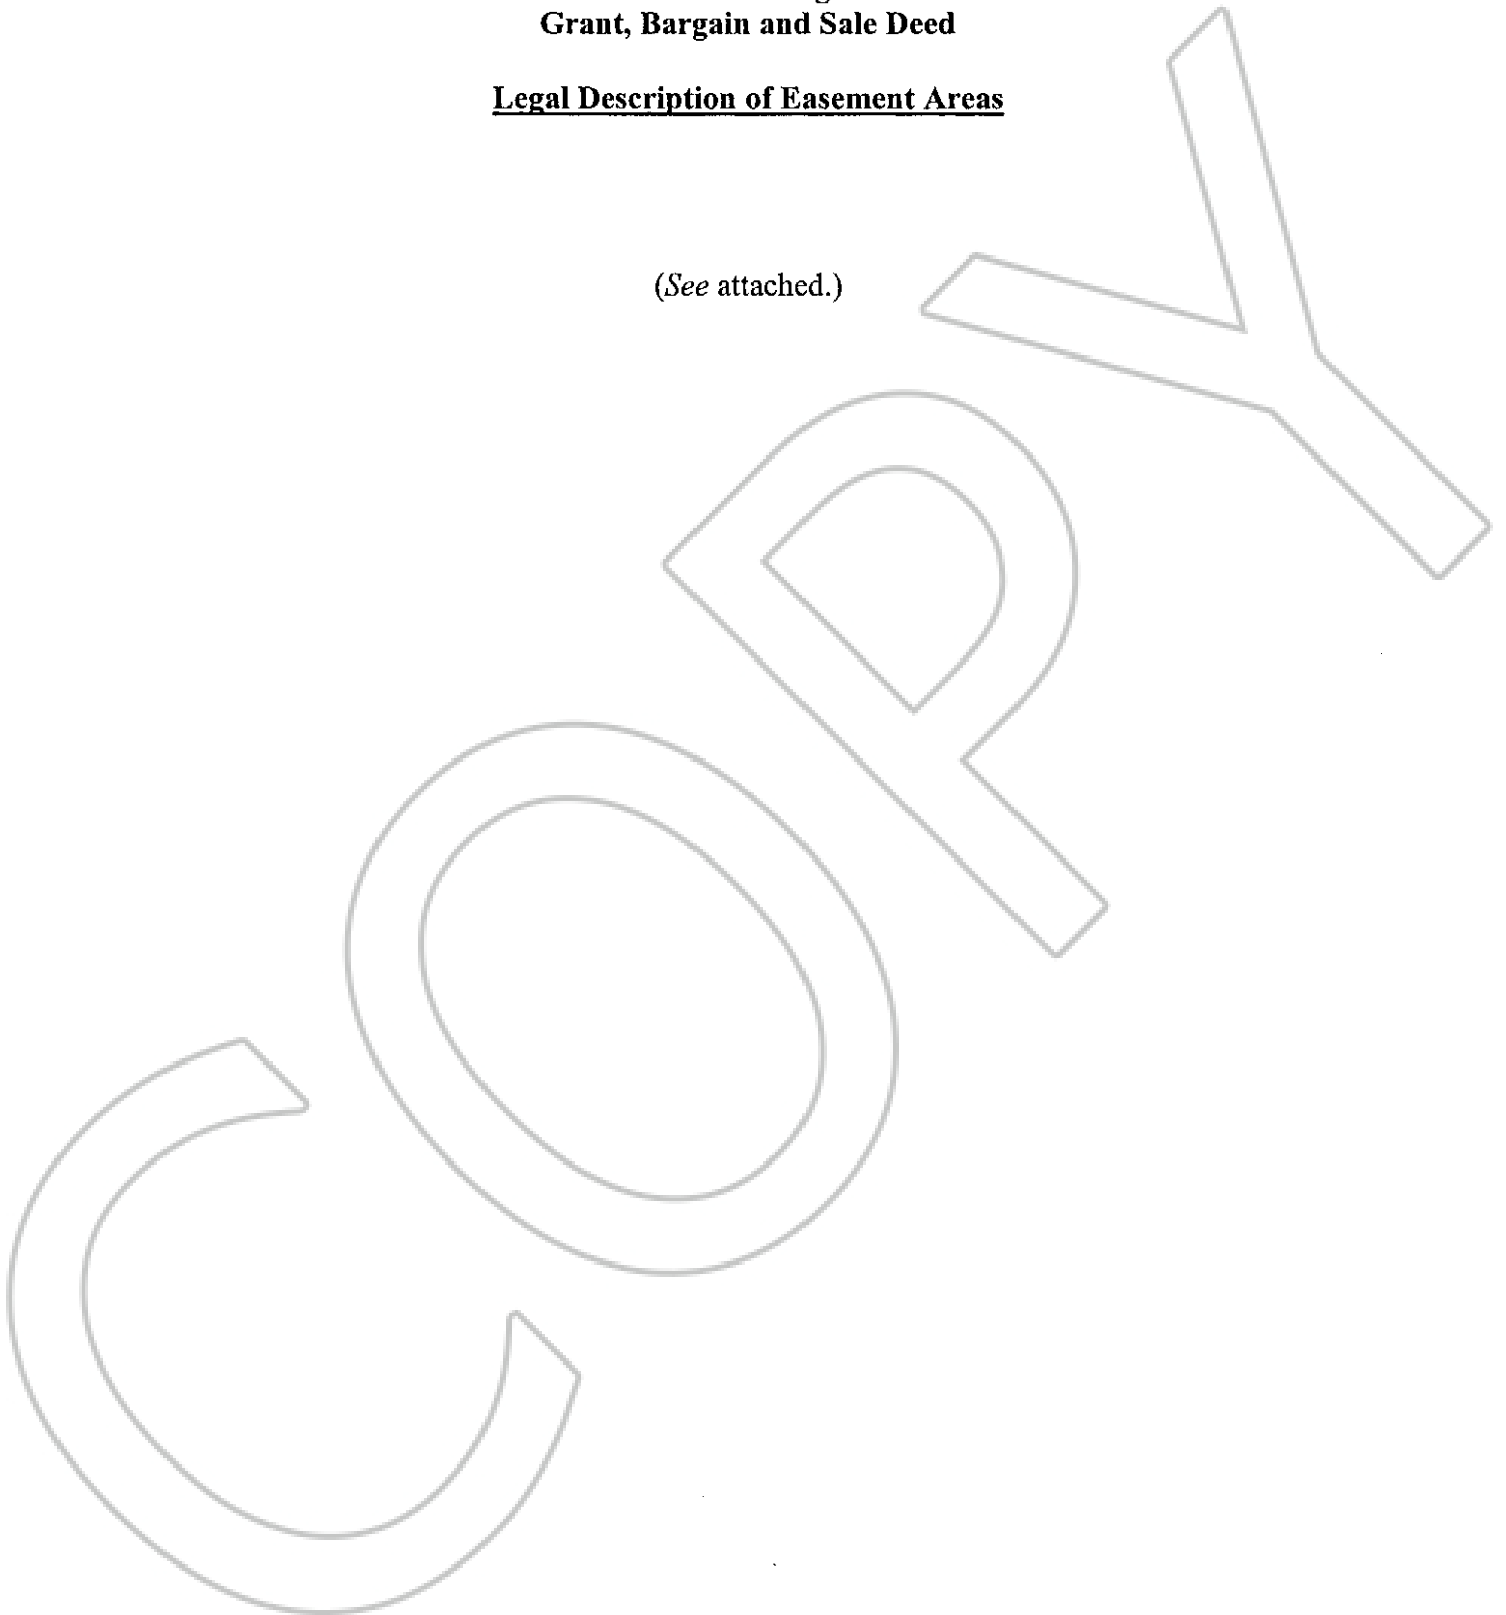 Grant, Bargain and Sale Deed
Legal Description of Easement Areas
(See attached.)
COPY